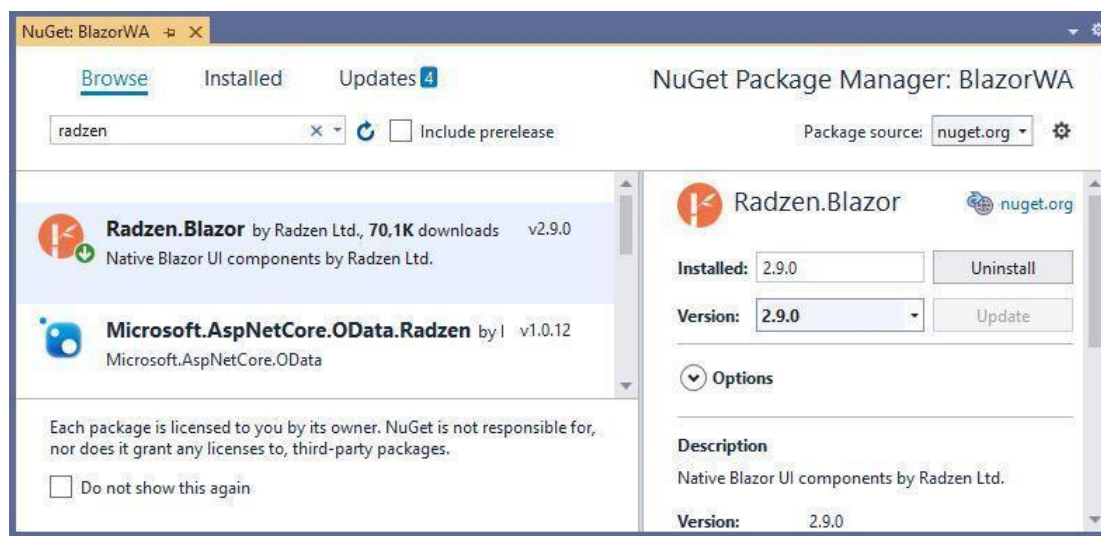 NuGet: BlazorWA
Browse Installed Updates 4
NuGet Package Manager: BlazorWA
radzen
Include prerelease
Package source: nuget.org
Radzen.Blazor by Radzen Ltd., 70,1K downloads v2.9.0
Native Blazor UI components by Radzen Ltd.
Microsoft.AspNetCore.OData.Radzen by v1.0.12
Microsoft.AspNetCore.OData
Each package is licensed to you by its owner. NuGet is not responsible for,
nor does it grant any licenses to, third-party packages.
Do not show this again
Radzen.Blazor nuget.org
Installed: 2.9.0 Uninstall
Version: 2.9.0 Update
Options
Description
Native Blazor UI components by Radzen Ltd.
Version: 2.9.0